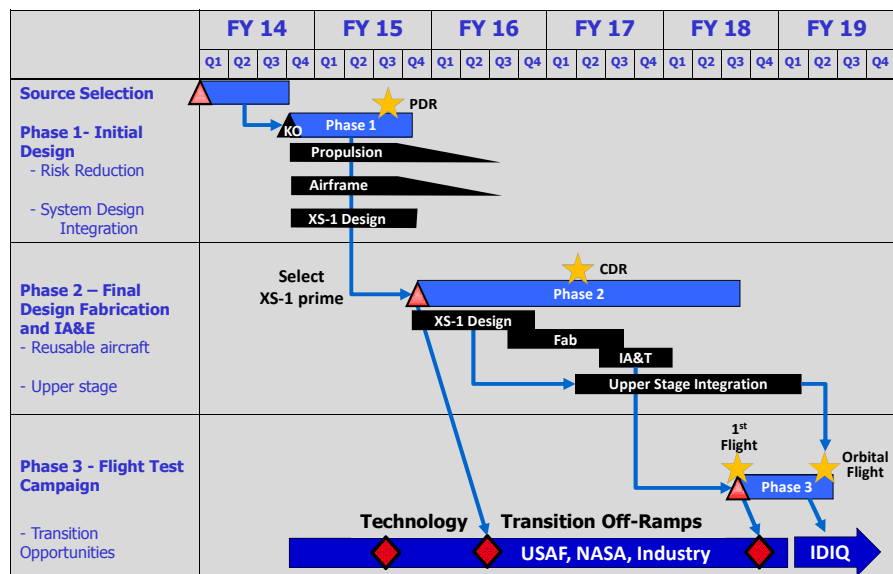 FY 14 FY 15 FY 16 FY 17 FY 18 FY 19
Q1 Q2 Q3 Q4 Q1 Q2 Q3 Q4 Q1 Q2 Q3 Q4 Q1 Q2 Q3 Q4 Q1 Q2 Q3 Q4 Q1 Q2 Q3 Q4
Source Selection
PDR
Phase 1- Initial
Design
- Risk Reduction
- System Design
Integration
KO
Phase 1
Propulsion
Airframe
XS-1 Design
Select
XS-1 prime
CDR
Phase 2 – Final
Design Fabrication
and IA&E
- Reusable aircraft
- Upper stage
Phase 2
XS-1 Design
Fab
IA&T
Upper Stage Integration
Phase 3 - Flight Test
Campaign
- Transition
Opportunities
1st
Flight
Orbital
Flight
Phase 3
Technology Transition Off-Ramps
USAF, NASA, Industry
IDIQ